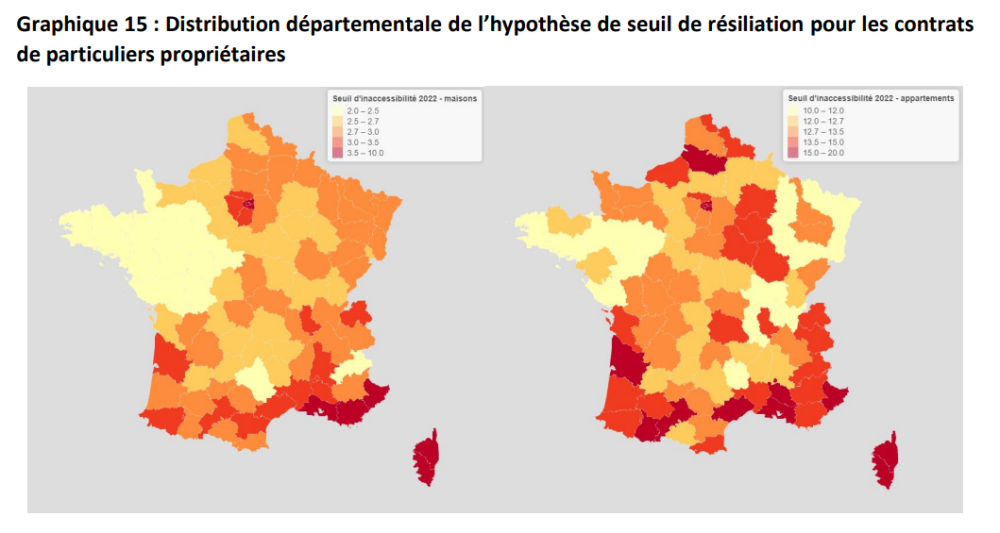 Graphique 15 : Distribution départementale de l’hypothèse de seuil de résiliation pour les contrats
de particuliers propriétaires
Seuil d'inaccessibilité 2022 - maisons
2.0 – 2.5
2.5 – 2.7
2.7 – 3.0
3.0 – 3.5
3.5 – 10.0
Seuil d'inaccessibilité 2022 - appartements
10.0 – 12.0
12.0 – 12.7
12.7 – 13.5
13.5 – 15.0
15.0 – 20.0